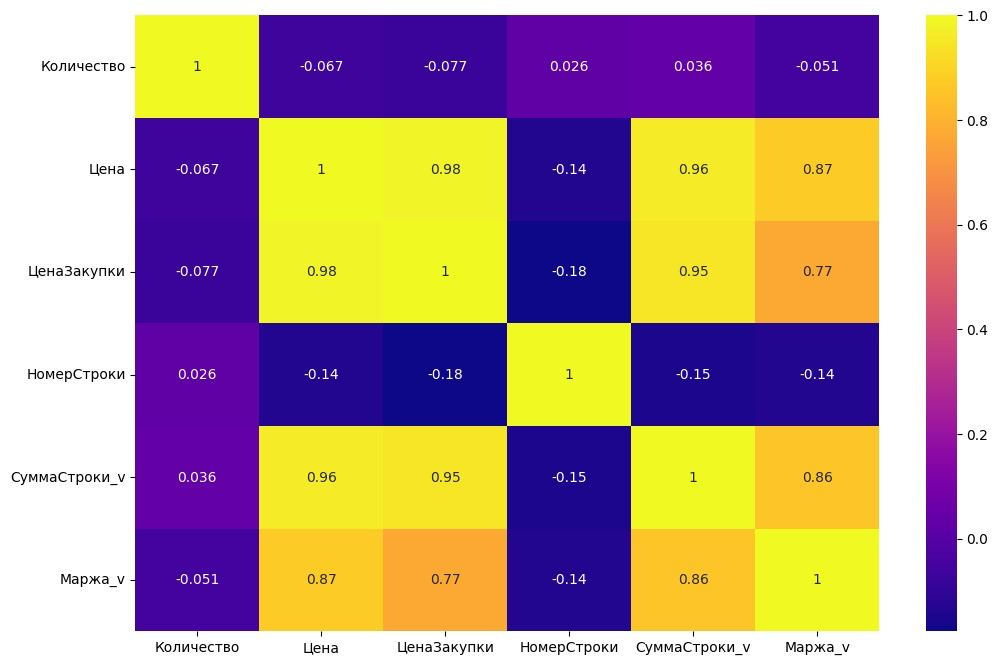 Количество 1 -0.067 -0.077 0.026 0.036 -0.051
Цена -0.067 1 0.98 -0.14 0.96 0.87
ЦенаЗакупки -0.077 0.98 1 -0.18 0.95 0.77
НомерСтроки 0.026 -0.14 -0.18 1 -0.15 -0.14
СуммаСтроки_v 0.036 0.96 0.95 -0.15 1 0.86
Маржа_v -0.051 0.87 0.77 -0.14 0.86 1
Количество Цена ЦенаЗакупки НомерСтроки СуммаСтроки_v Маржа_v
1.0
0.8
0.6
0.4
0.2
0.0